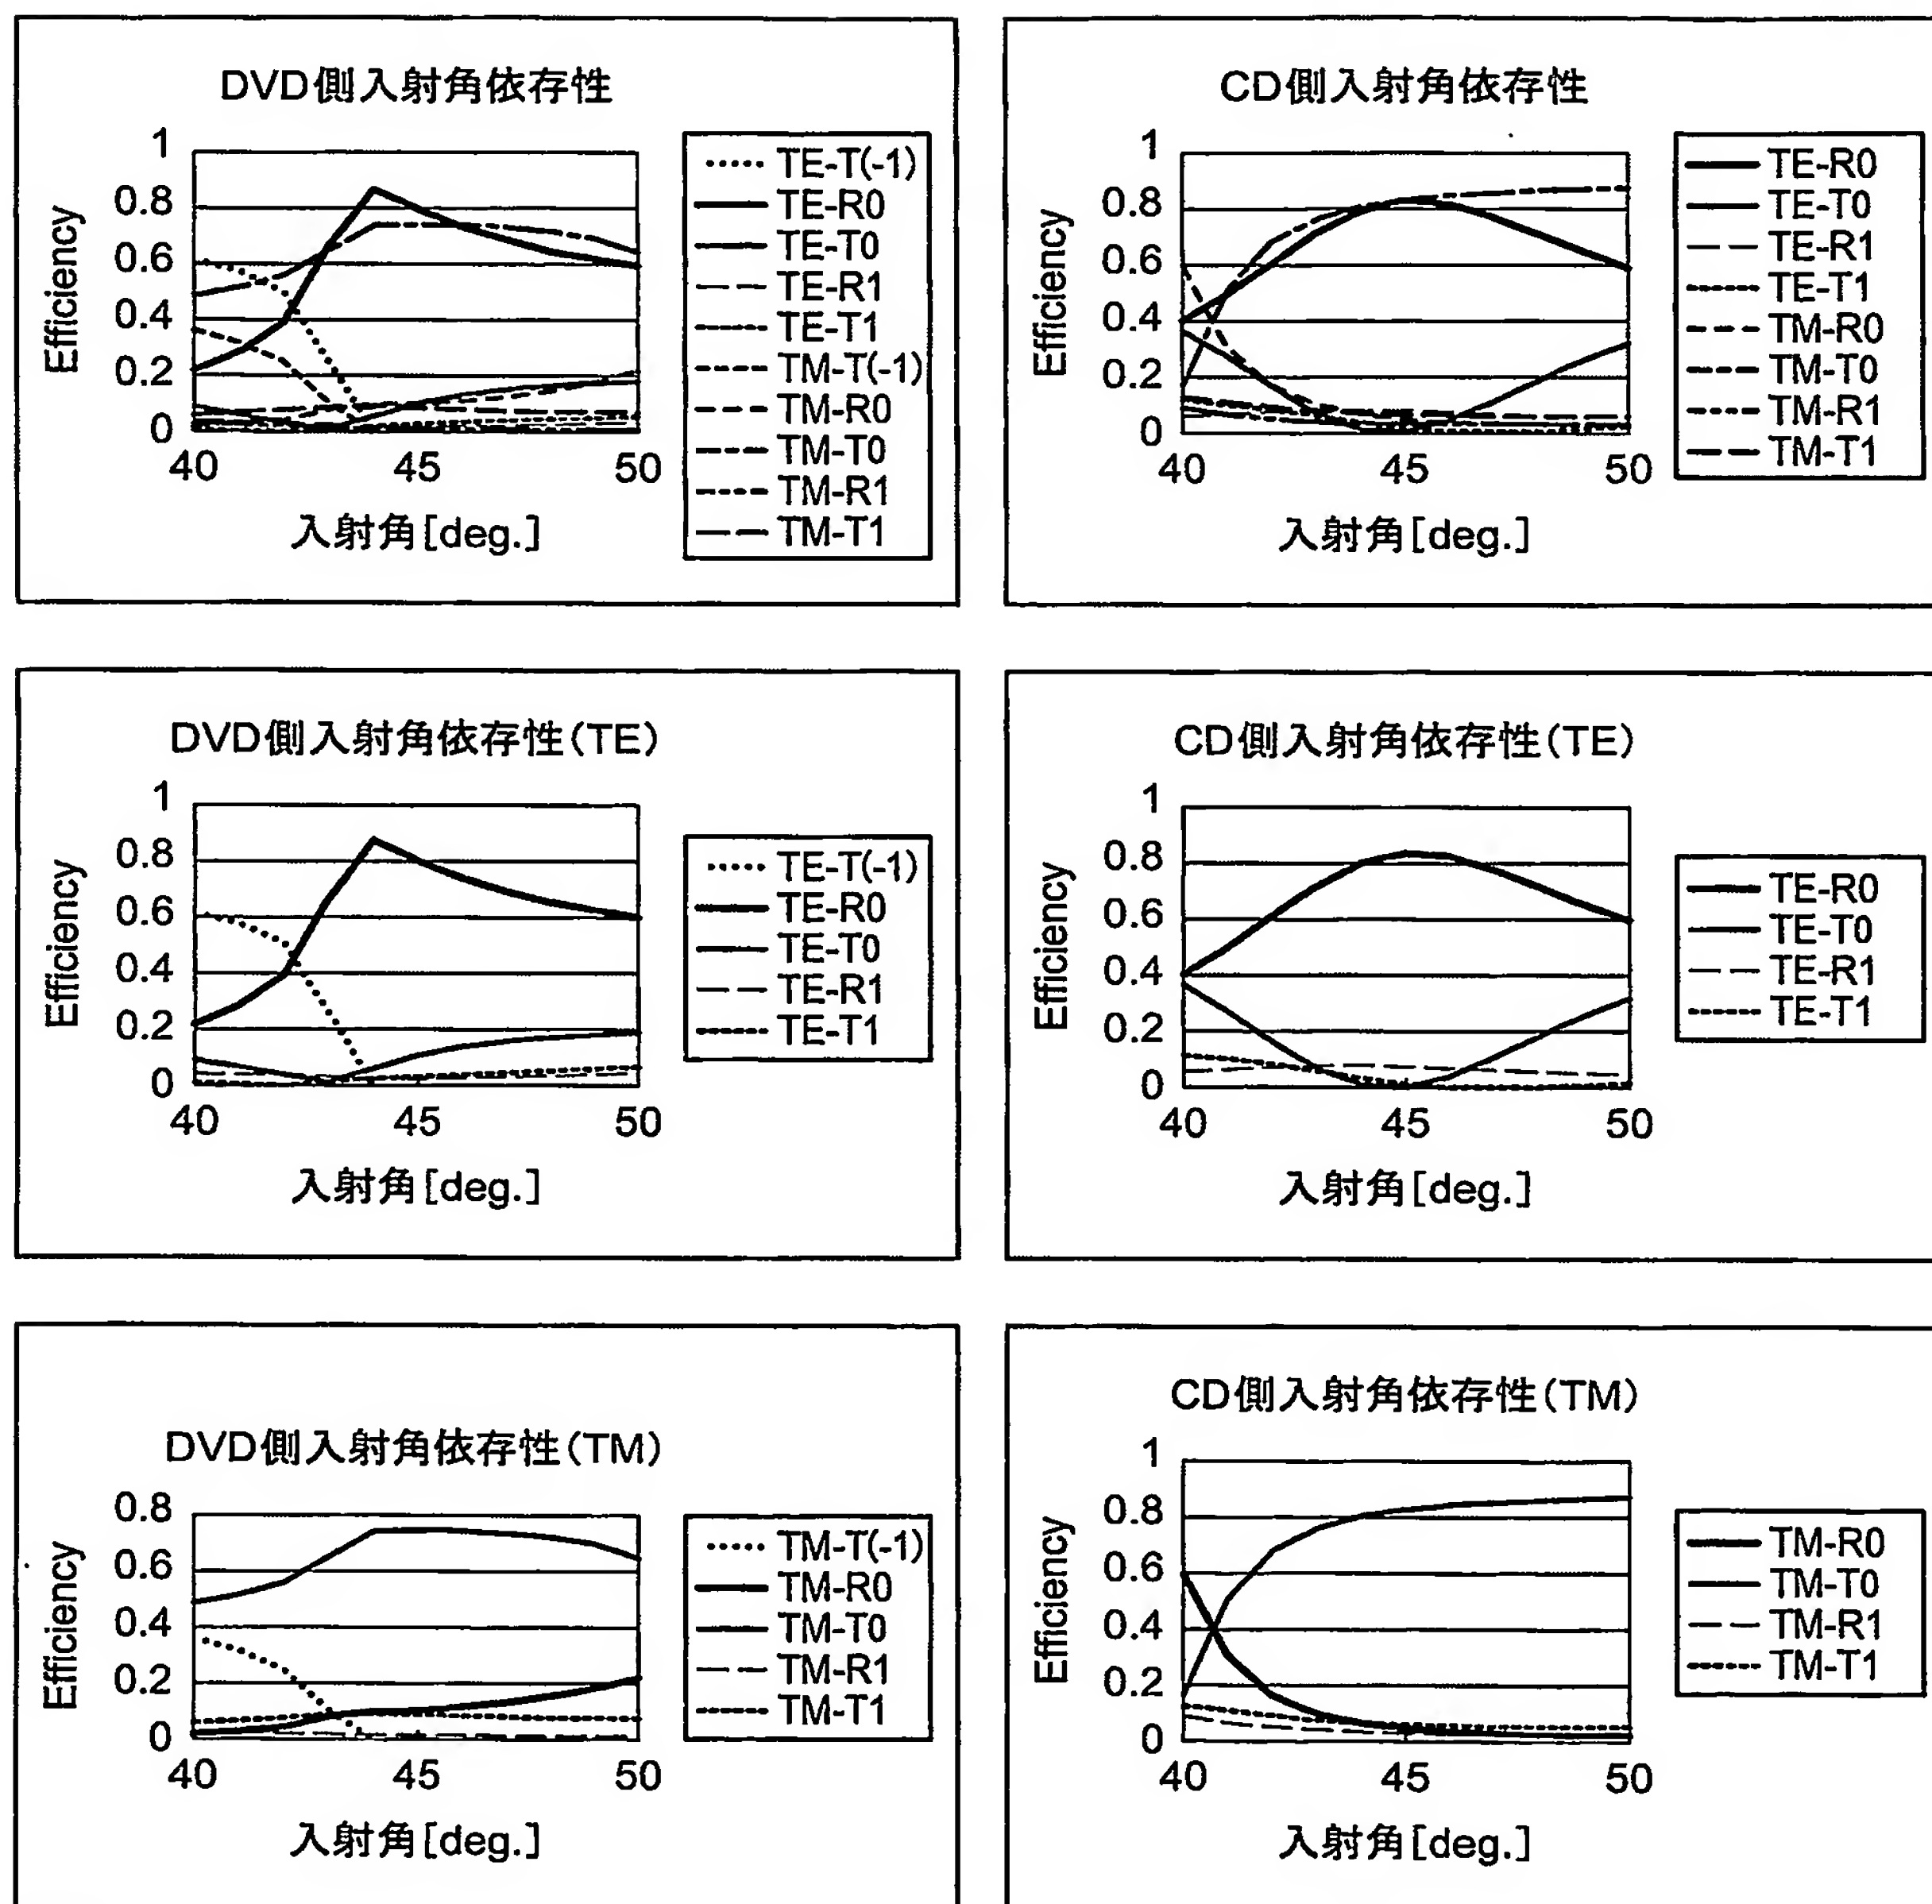 DVD側入射角依存性
Efficiency
1
0.8
0.6
0.4
0.2
0
40
45
50
入射角[deg.]
TE-T(-1)
TE-R0
TE-T0
TE-R1
TE-T1
TM-T(-1)
TM-R0
TM-T0
TM-R1
TM-T1
CD側入射角依存性
Efficiency
1
0.8
0.6
0.4
0.2
0
40
45
50
入射角[deg.]
TE-R0
TE-T0
TE-R1
TE-T1
TM-R0
TM-T0
TM-R1
TM-T1
DVD側入射角依存性(TE)
Efficiency
1
0.8
0.6
0.4
0.2
0
40
45
50
入射角[deg.]
TE-T(-1)
TE-R0
TE-T0
TE-R1
TE-T1
CD側入射角依存性(TE)
Efficiency
1
0.8
0.6
0.4
0.2
0
40
45
50
入射角[deg.]
TE-R0
TE-T0
TE-R1
TE-T1
DVD側入射角依存性(TM)
Efficiency
0.8
0.6
0.4
0.2
0
40
45
50
入射角[deg.]
TM-T(-1)
TM-R0
TM-T0
TM-R1
TM-T1
CD側入射角依存性(TM)
Efficiency
1
0.8
0.6
0.4
0.2
0
40
45
50
入射角[deg.]
TM-R0
TM-T0
TM-R1
TM-T1